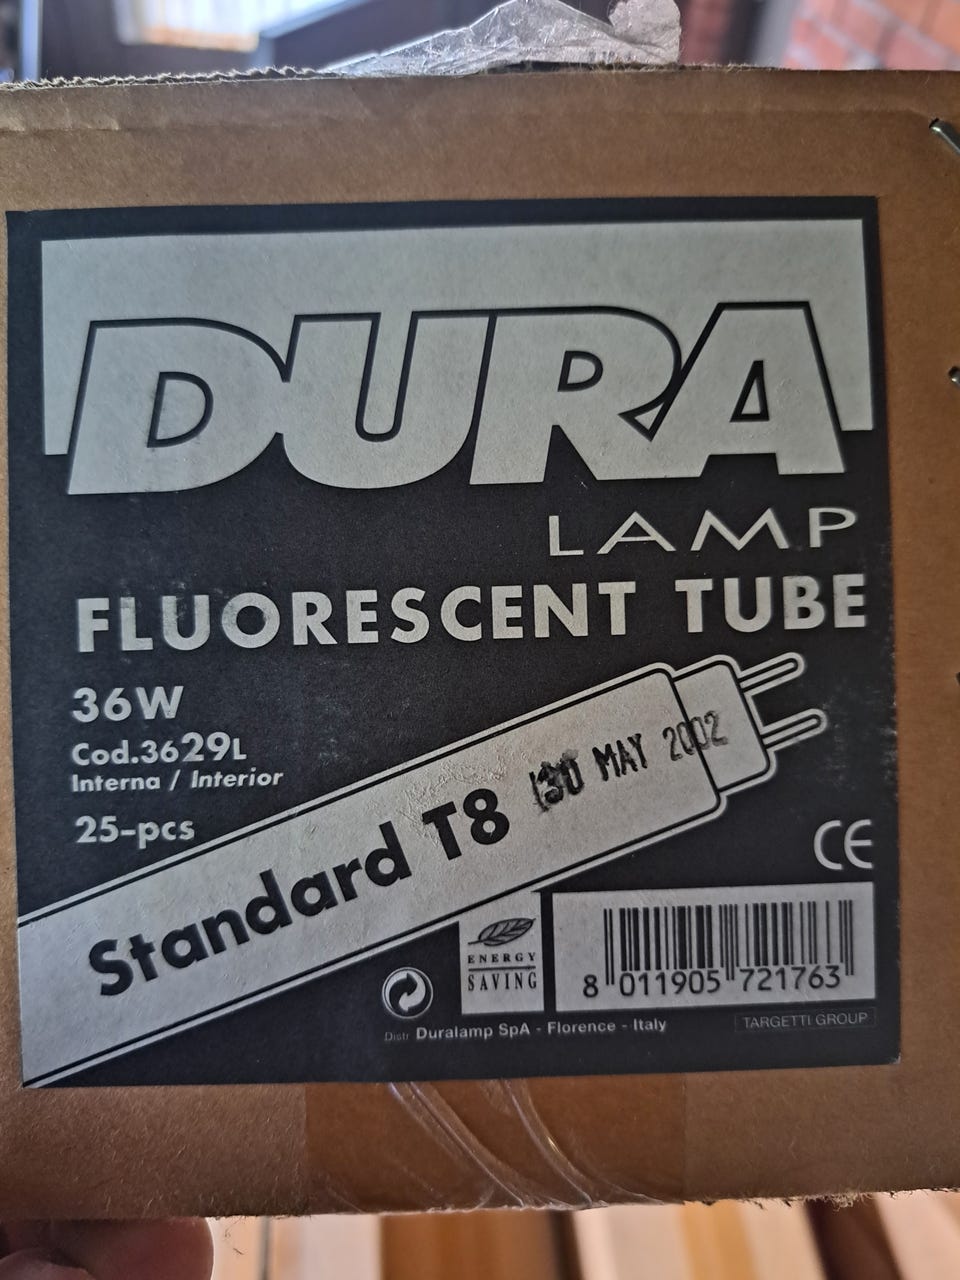 DURA
LAMP
FLUORESCENT TUBE
36W
Cod.3629L
Interna / Interior
25-pcs
Standard T8
30 MAY 2002
CE
ENERGY
SAVING
8 011905 721763
Distr. Duralamp SpA - Florence - Italy
TARGETTI GROUP